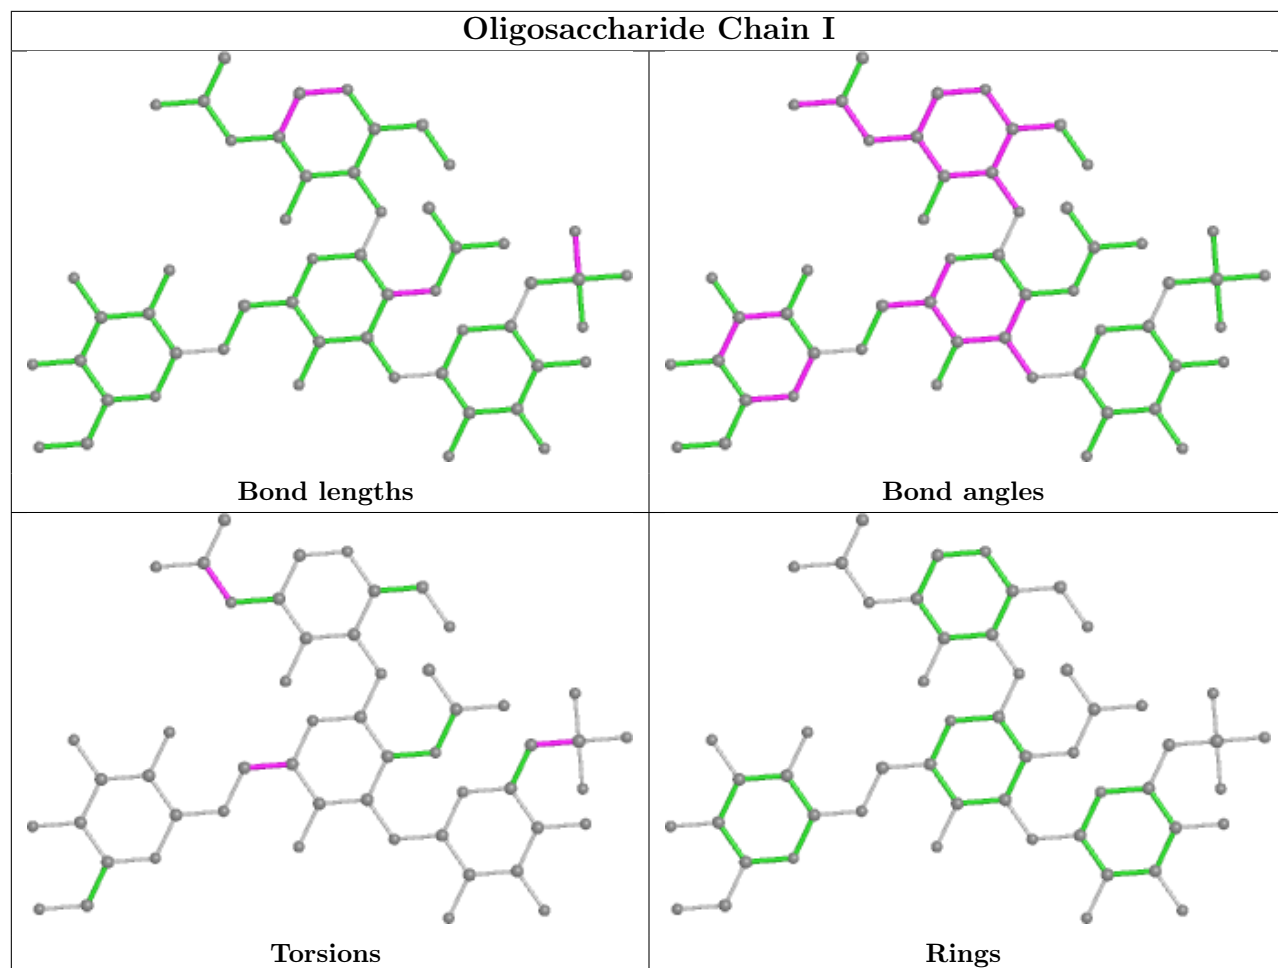 Oligosaccharide Chain I
Bond lengths
Bond angles
Torsions
Rings